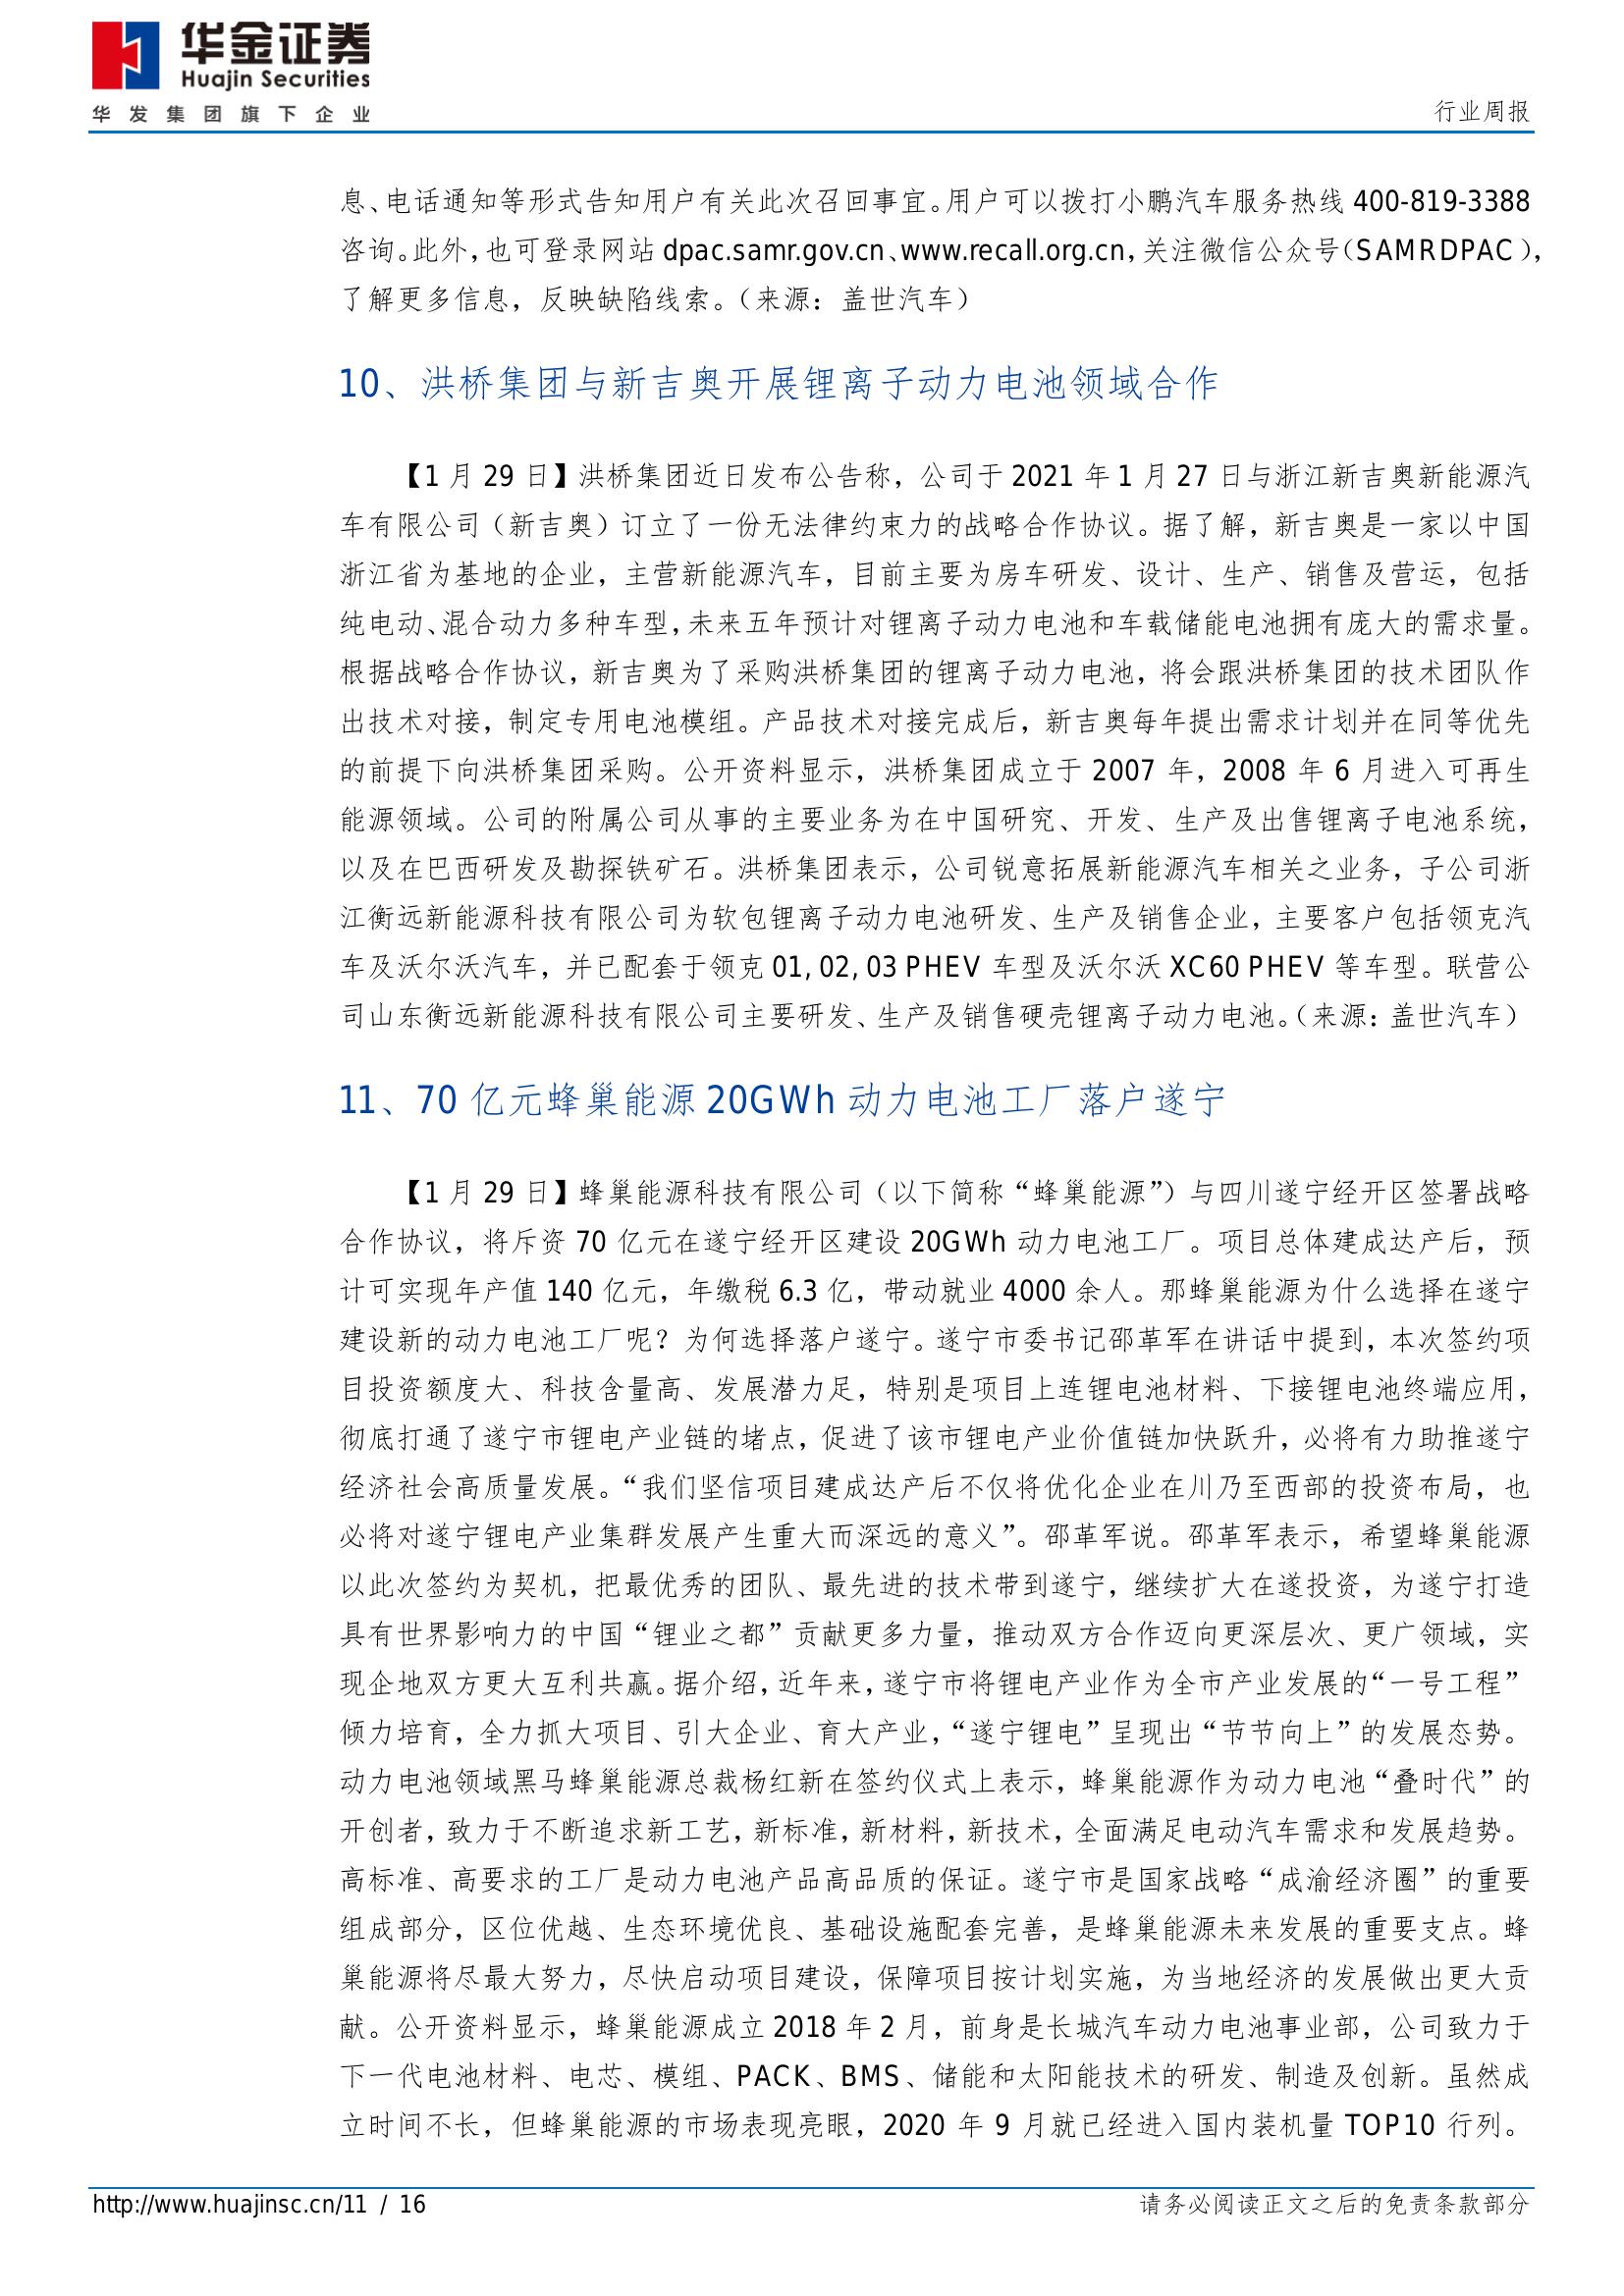 华金证券
Huajin Securities
华发集团旗下企业
行业周报
息、电话通知等形式告知用户有关此次召回事宜。用户可以拨打小鹏汽车服务热线 400-819-3388
咨询。此外，也可登录网站 dpac.samr.gov.cn、www.recall.org.cn，关注微信公众号（SAMRDPAC），
了解更多信息，反映缺陷线索。（来源：盖世汽车）
10、洪桥集团与新吉奥开展锂离子动力电池领域合作
【1 月 29 日】洪桥集团近日发布公告称，公司于 2021 年 1 月 27 日与浙江新吉奥新能源汽
车有限公司（新吉奥）订立了一份无法律约束力的战略合作协议。据了解，新吉奥是一家以中国
浙江省为基地的企业，主营新能源汽车，目前主要为房车研发、设计、生产、销售及营运，包括
纯电动、混合动力多种车型，未来五年预计对锂离子动力电池和车载储能电池拥有庞大的需求量。
根据战略合作协议，新吉奥为了采购洪桥集团的锂离子动力电池，将会跟洪桥集团的技术团队作
出技术对接，制定专用电池模组。产品技术对接完成后，新吉奥每年提出需求计划并在同等优先
的前提下向洪桥集团采购。公开资料显示，洪桥集团成立于 2007 年，2008 年 6 月进入可再生
能源领域。公司的附属公司从事的主要业务为在中国研究、开发、生产及出售锂离子电池系统，
以及在巴西研发及勘探铁矿石。洪桥集团表示，公司锐意拓展新能源汽车相关之业务，子公司浙
江衡远新能源科技有限公司为软包锂离子动力电池研发、生产及销售企业，主要客户包括领克汽
车及沃尔沃汽车，并已配套于领克 01, 02, 03 PHEV 车型及沃尔沃 XC60 PHEV 等车型。联营公
司山东衡远新能源科技有限公司主要研发、生产及销售硬壳锂离子动力电池。（来源：盖世汽车）
11、70 亿元蜂巢能源 20GWh 动力电池工厂落户遂宁
【1 月 29 日】蜂巢能源科技有限公司（以下简称“蜂巢能源”）与四川遂宁经开区签署战略
合作协议，将斥资 70 亿元在遂宁经开区建设 20GWh 动力电池工厂。项目总体建成达产后，预
计可实现年产值 140 亿元，年缴税 6.3 亿，带动就业 4000 余人。那蜂巢能源为什么选择在遂宁
建设新的动力电池工厂呢？为何选择落户遂宁。遂宁市委书记邵革军在讲话中提到，本次签约项
目投资额度大、科技含量高、发展潜力足，特别是项目上连锂电池材料、下接锂电池终端应用，
彻底打通了遂宁市锂电产业链的堵点，促进了该市锂电产业价值链加快跃升，必将有力助推遂宁
经济社会高质量发展。“我们坚信项目建成达产后不仅将优化企业在川乃至西部的投资布局，也
必将对遂宁锂电产业集群发展产生重大而深远的意义”。邵革军说。邵革军表示，希望蜂巢能源
以此次签约为契机，把最优秀的团队、最先进的技术带到遂宁，继续扩大在遂投资，为遂宁打造
具有世界影响力的中国“锂业之都”贡献更多力量，推动双方合作迈向更深层次、更广领域，实
现企地双方更大互利共赢。据介绍，近年来，遂宁市将锂电产业作为全市产业发展的“一号工程”
倾力培育，全力抓大项目、引大企业、育大产业，“遂宁锂电”呈现出“节节向上”的发展态势。
动力电池领域黑马蜂巢能源总裁杨红新在签约仪式上表示，蜂巢能源作为动力电池“叠时代”的
开创者，致力于不断追求新工艺，新标准，新材料，新技术，全面满足电动汽车需求和发展趋势。
高标准、高要求的工厂是动力电池产品高品质的保证。遂宁市是国家战略“成渝经济圈”的重要
组成部分，区位优越、生态环境优良、基础设施配套完善，是蜂巢能源未来发展的重要支点。蜂
巢能源将尽最大努力，尽快启动项目建设，保障项目按计划实施，为当地经济的发展做出更大贡
献。公开资料显示，蜂巢能源成立 2018 年 2 月，前身是长城汽车动力电池事业部，公司致力于
下一代电池材料、电芯、模组、PACK、BMS、储能和太阳能技术的研发、制造及创新。虽然成
立时间不长，但蜂巢能源的市场表现亮眼，2020 年 9 月就已经进入国内装机量 TOP10 行列。
http://www.huajinsc.cn/11 / 16
请务必阅读正文之后的免责条款部分